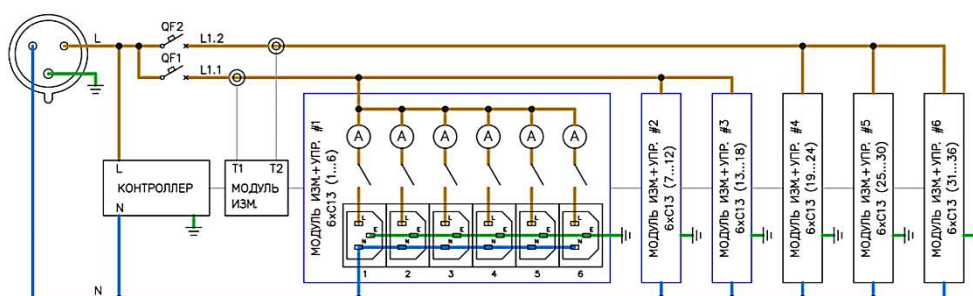 L
QF2
L1.2
QF1
L1.1
L
КОНТРОЛЛЕР
N
T1 T2
МОДУЛЬ
ИЗМ.
МОДУЛЬ ИЗМ.+УПР. #1
6xC13 (1...6)
A A A A A A
L L L L L L
E E E E E E
N N N N N N
1 2 3 4 5 6
МОДУЛЬ ИЗМ.+УПР. #2
6xC13 (7...12)
МОДУЛЬ ИЗМ.+УПР. #3
6xC13 (13...18)
МОДУЛЬ ИЗМ.+УПР. #4
6xC13 (19...24)
МОДУЛЬ ИЗМ.+УПР. #5
6xC13 (25...30)
МОДУЛЬ ИЗМ.+УПР. #6
6xC13 (31...36)
N